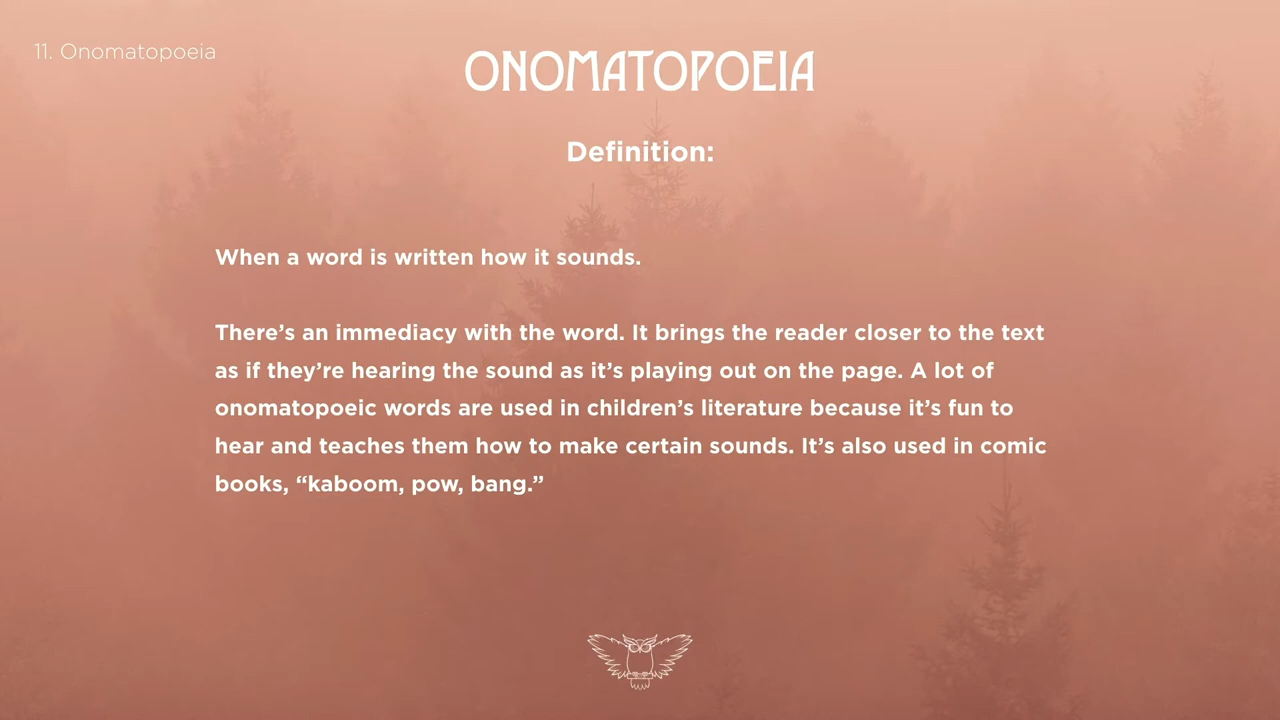 11. Onomatopoeia
ONOMATOPOEIA
Definition:
When a word is written how it sounds.
There’s an immediacy with the word. It brings the reader closer to the text
as if they’re hearing the sound as it’s playing out on the page. A lot of
onomatopoeic words are used in children’s literature because it’s fun to
hear and teaches them how to make certain sounds. It’s also used in comic
books, “kaboom, pow, bang.”